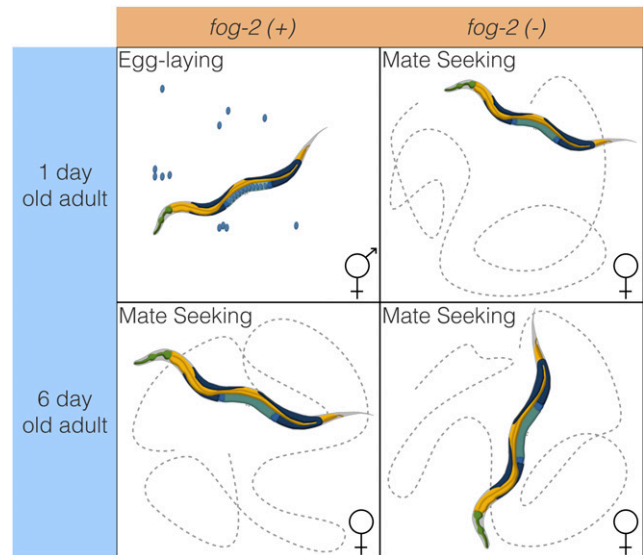 fog-2 (+)
fog-2 (-)
1 day
old adult
Egg-laying
Mate Seeking
6 day
old adult
Mate Seeking
Mate Seeking